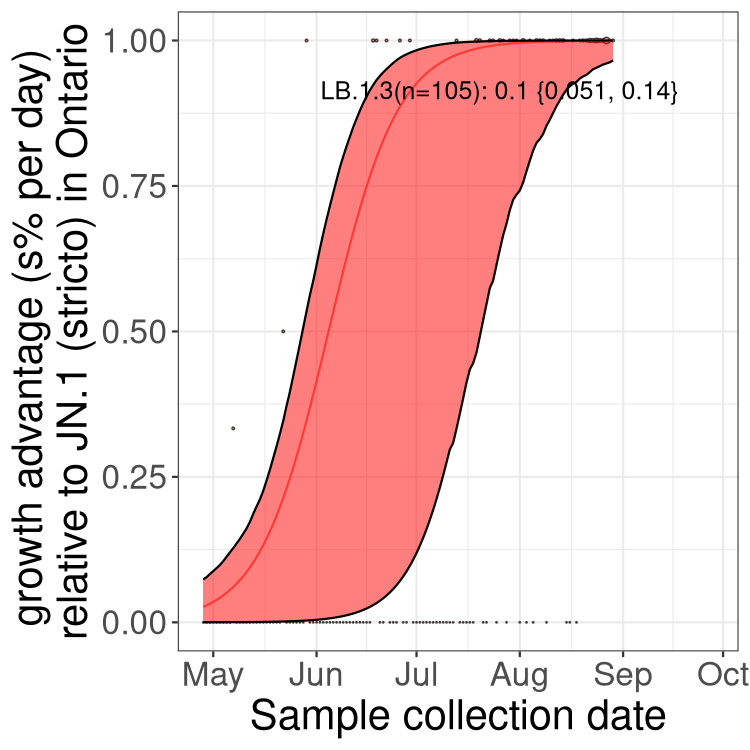 growth advantage (s% per day)
relative to JN.1 (stricto) in Ontario
1.00
0.75
0.50
0.25
0.00
LB.1.3(n=105): 0.1 {0.051, 0.14}
May Jun Jul Aug Sep Oct
Sample collection date